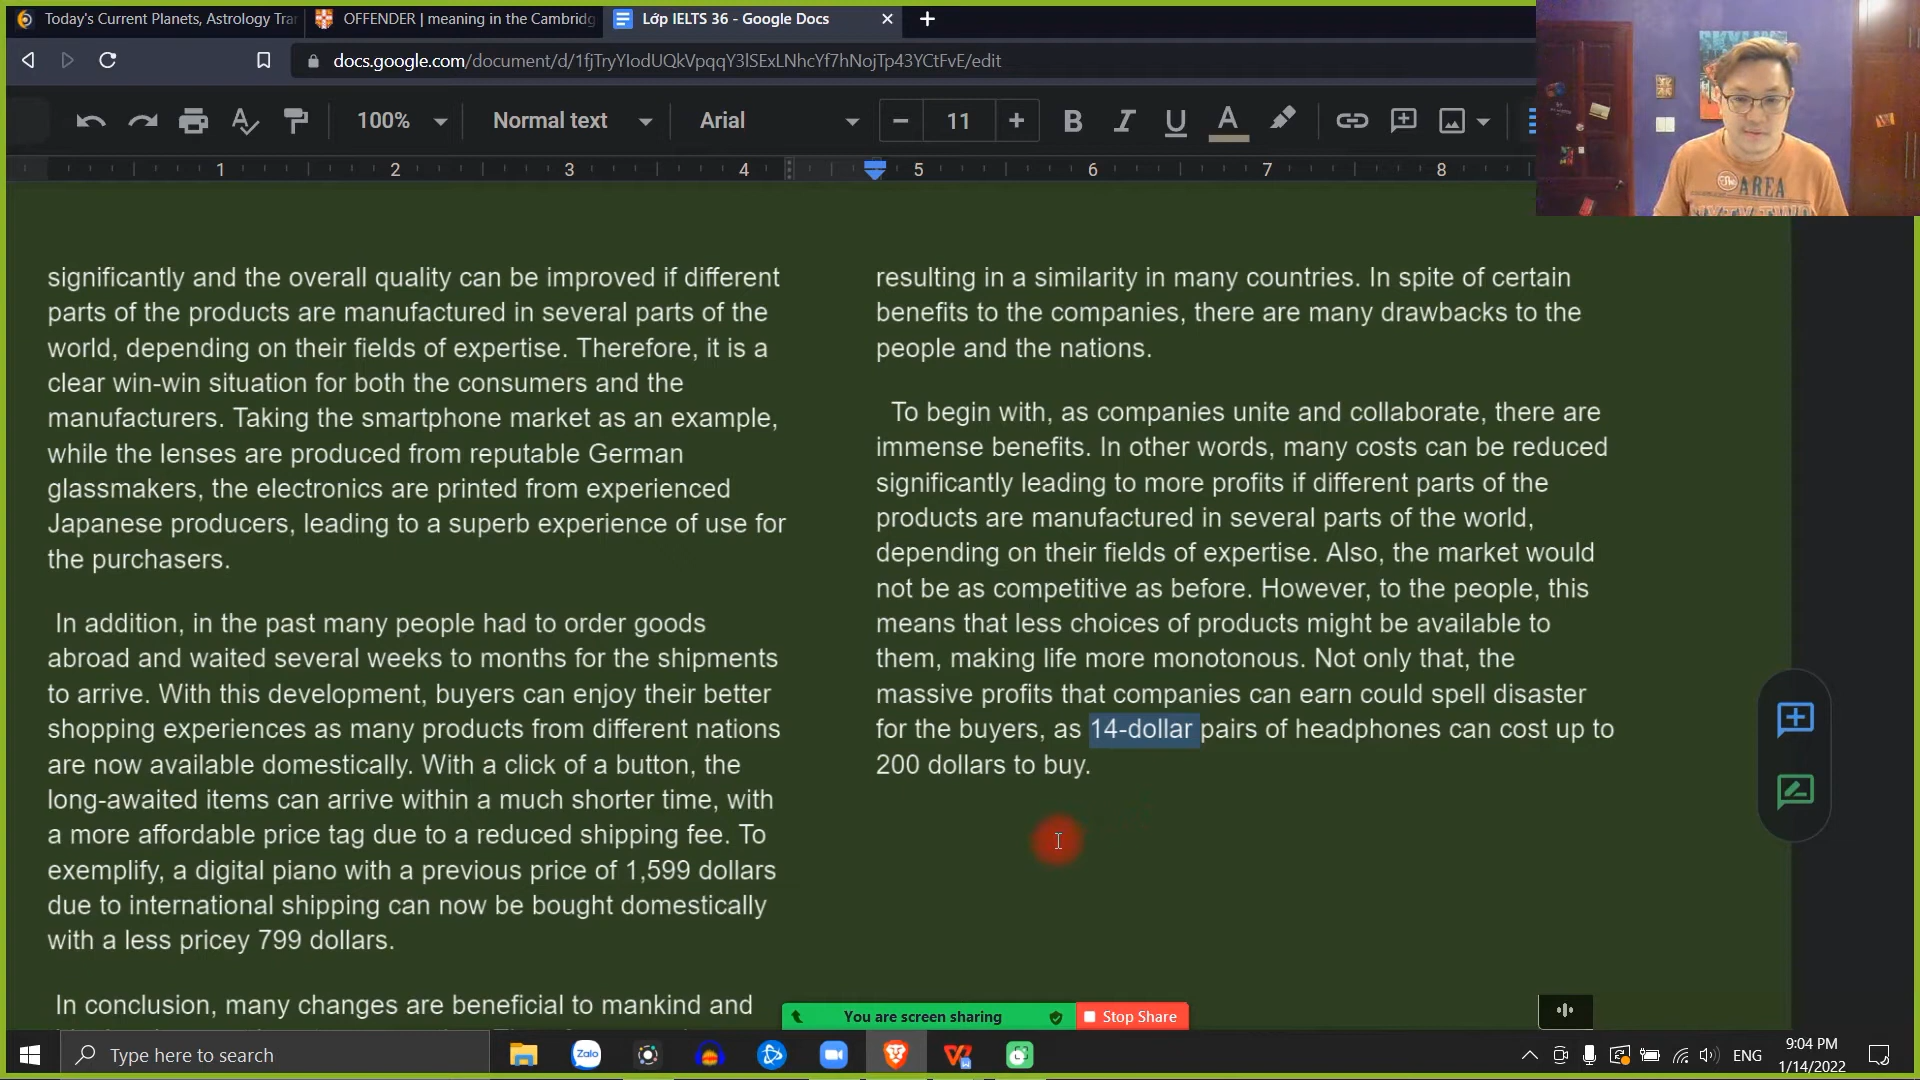 Today's Current Planets, Astrology Tra
OFFENDER | meaning in the Cambridg
Lớp IELTS 36 - Google Docs
docs.google.com/document/d/1fjTryYIodUQkVpqqY3lSExLNhcYf7hNojTp43YCtFvE/edit
100%
Normal text
Arial
11
B I U A
1 2 3 4 5 6 7 8
AREA
significantly and the overall quality can be improved if different
parts of the products are manufactured in several parts of the
world, depending on their fields of expertise. Therefore, it is a
clear win-win situation for both the consumers and the
manufacturers. Taking the smartphone market as an example,
while the lenses are produced from reputable German
glassmakers, the electronics are printed from experienced
Japanese producers, leading to a superb experience of use for
the purchasers.
In addition, in the past many people had to order goods
abroad and waited several weeks to months for the shipments
to arrive. With this development, buyers can enjoy their better
shopping experiences as many products from different nations
are now available domestically. With a click of a button, the
long-awaited items can arrive within a much shorter time, with
a more affordable price tag due to a reduced shipping fee. To
exemplify, a digital piano with a previous price of 1,599 dollars
due to international shipping can now be bought domestically
with a less pricey 799 dollars.
In conclusion, many changes are beneficial to mankind and
resulting in a similarity in many countries. In spite of certain
benefits to the companies, there are many drawbacks to the
people and the nations.
To begin with, as companies unite and collaborate, there are
immense benefits. In other words, many costs can be reduced
significantly leading to more profits if different parts of the
products are manufactured in several parts of the world,
depending on their fields of expertise. Also, the market would
not be as competitive as before. However, to the people, this
means that less choices of products might be available to
them, making life more monotonous. Not only that, the
massive profits that companies can earn could spell disaster
for the buyers, as 14-dollar pairs of headphones can cost up to
200 dollars to buy.
You are screen sharing
Stop Share
Type here to search
Zalo
ENG
9:04 PM
1/14/2022